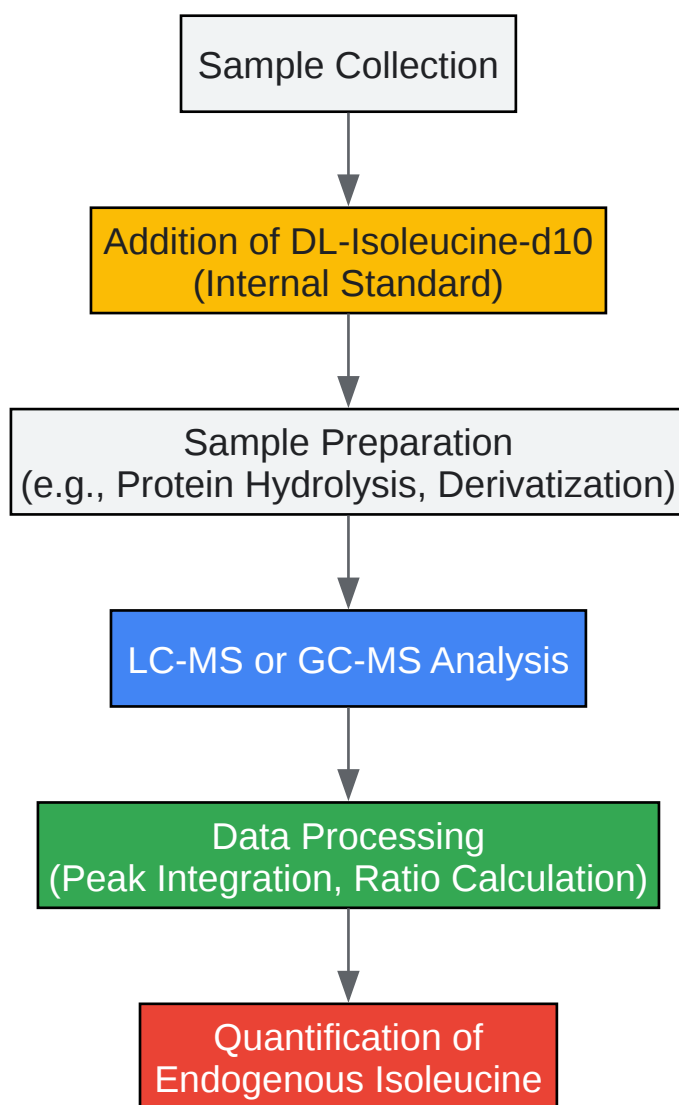 Sample Collection
Addition of DL-Isoleucine-d10
(Internal Standard)
Sample Preparation
(e.g., Protein Hydrolysis, Derivatization)
LC-MS or GC-MS Analysis
Data Processing
(Peak Integration, Ratio Calculation)
Quantification of
Endogenous Isoleucine